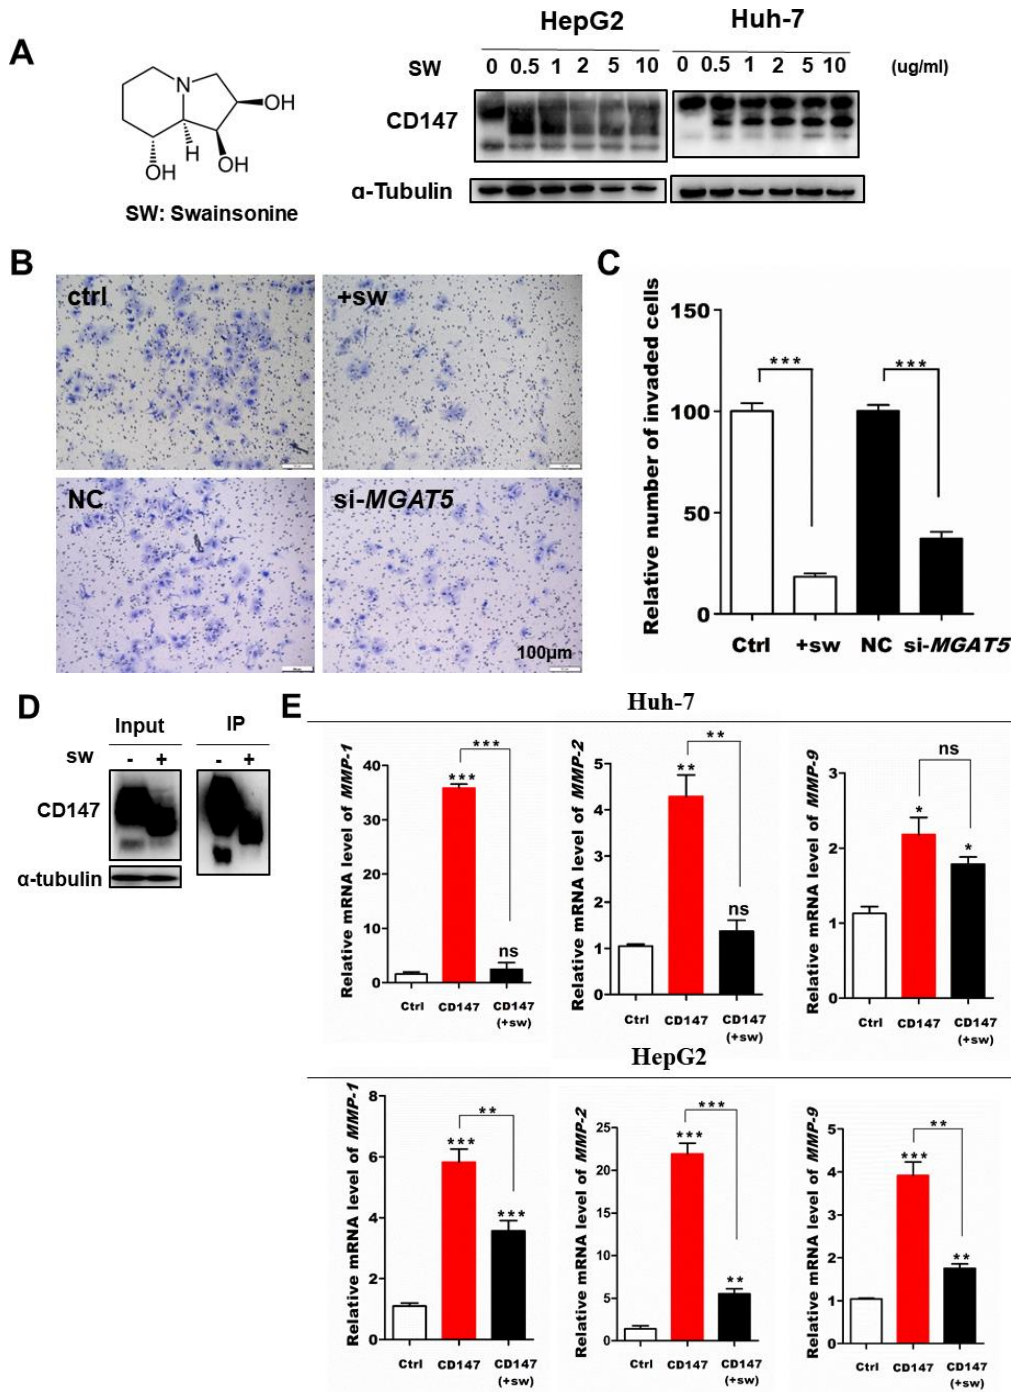 A
HepG2
Huh-7
SW
0 0.5 1 2 5 10
0 0.5 1 2 5 10
(ug/ml)
CD147
α-Tubulin
N
OH
H
OH
OH
SW: Swainsonine
B
ctrl
+sw
NC
si-MGAT5
100μm
C
Relative number of invaded cells
150
100
50
0
***
***
Ctrl +sw NC si-MGAT5
D
Input
IP
sw
- +
- +
CD147
α-tubulin
E
Huh-7
Relative mRNA level of MMP-1
40
30
20
10
0
***
***
ns
Ctrl CD147 CD147
(+sw)
Relative mRNA level of MMP-2
5
4
3
2
1
0
**
**
ns
Ctrl CD147 CD147
(+sw)
Relative mRNA level of MMP-9
3
2
1
0
ns
*
*
Ctrl CD147 CD147
(+sw)
HepG2
Relative mRNA level of MMP-1
8
6
4
2
0
**
***
***
Ctrl CD147 CD147
(+sw)
Relative mRNA level of MMP-2
25
20
15
10
5
0
***
***
**
Ctrl CD147 CD147
(+sw)
Relative mRNA level of MMP-9
5
4
3
2
1
0
**
***
**
Ctrl CD147 CD147
(+sw)